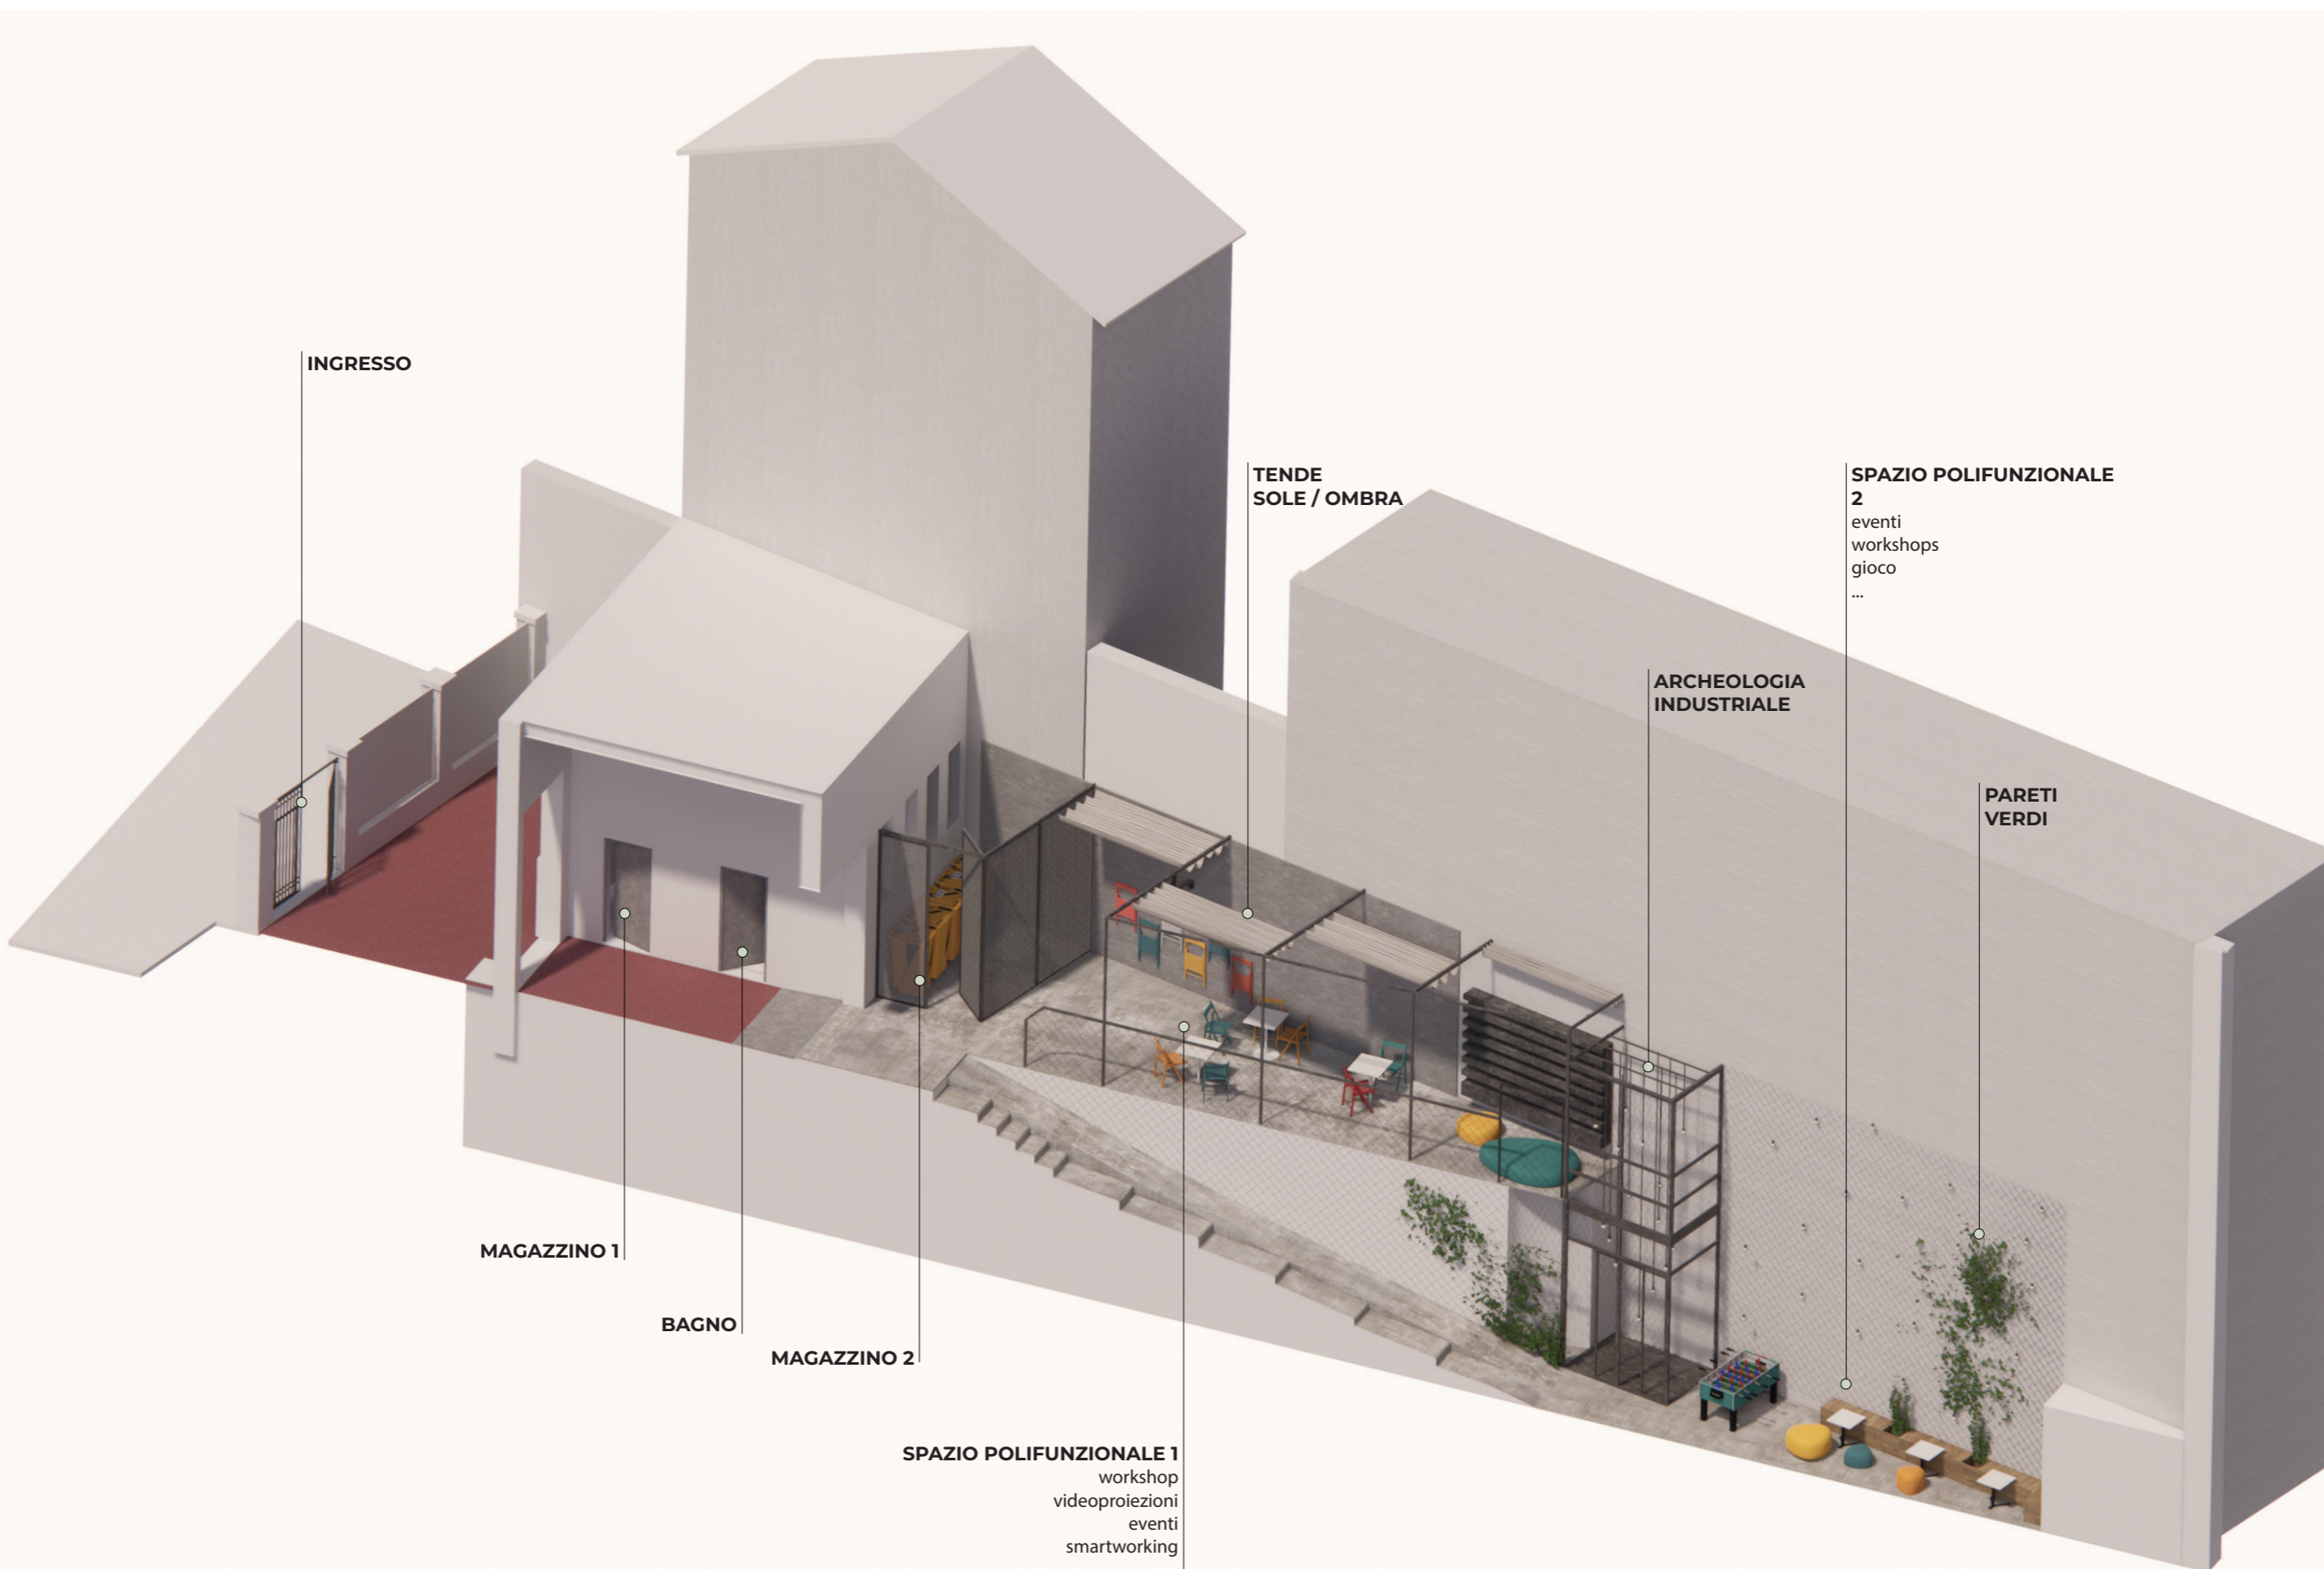 INGRESSO
TENDE
SOLE / OMBRA
SPAZIO POLIFUNZIONALE
2
eventi
workshops
gioco
...
ARCHEOLOGIA
INDUSTRIALE
PARETI
VERDI
MAGAZZINO 1
BAGNO
MAGAZZINO 2
SPAZIO POLIFUNZIONALE 1
workshop
videoproiezioni
eventi
smartworking